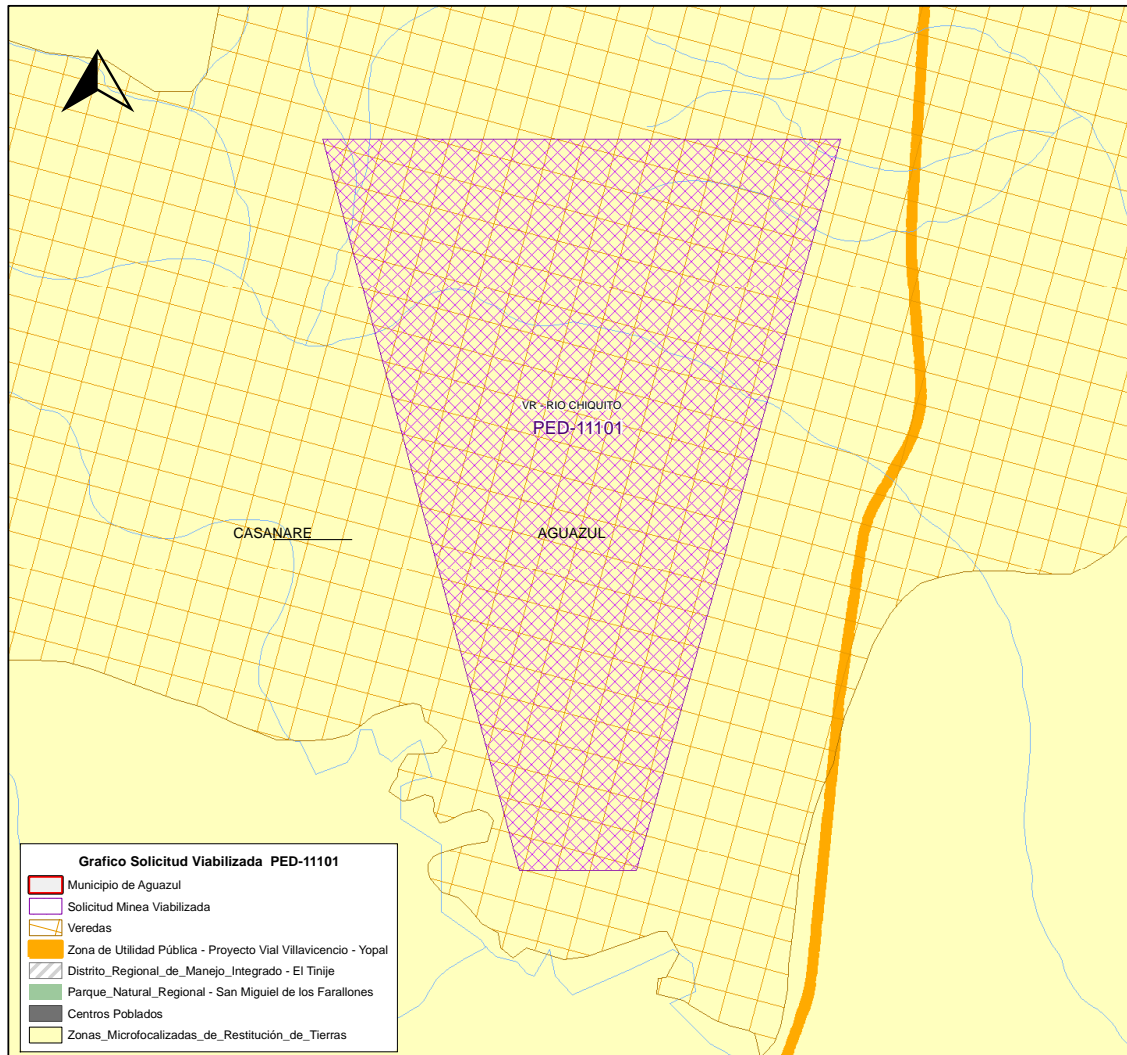 VR - RIO CHIQUITO
PED-11101
CASANARE
AGUAZUL
Grafico Solicitud Viabilizada PED-11101
Municipio de Aguazul
Solicitud Minea Viabilizada
Veredas
Zona de Utilidad Pública - Proyecto Vial Villavicencio - Yopal
Distrito_Regional_de_Manejo_Integrado - El Tinije
Parque_Natural_Regional - San Miguel de los Farallones
Centros Poblados
Zonas_Microfocalizadas_de_Restitución_de_Tierras